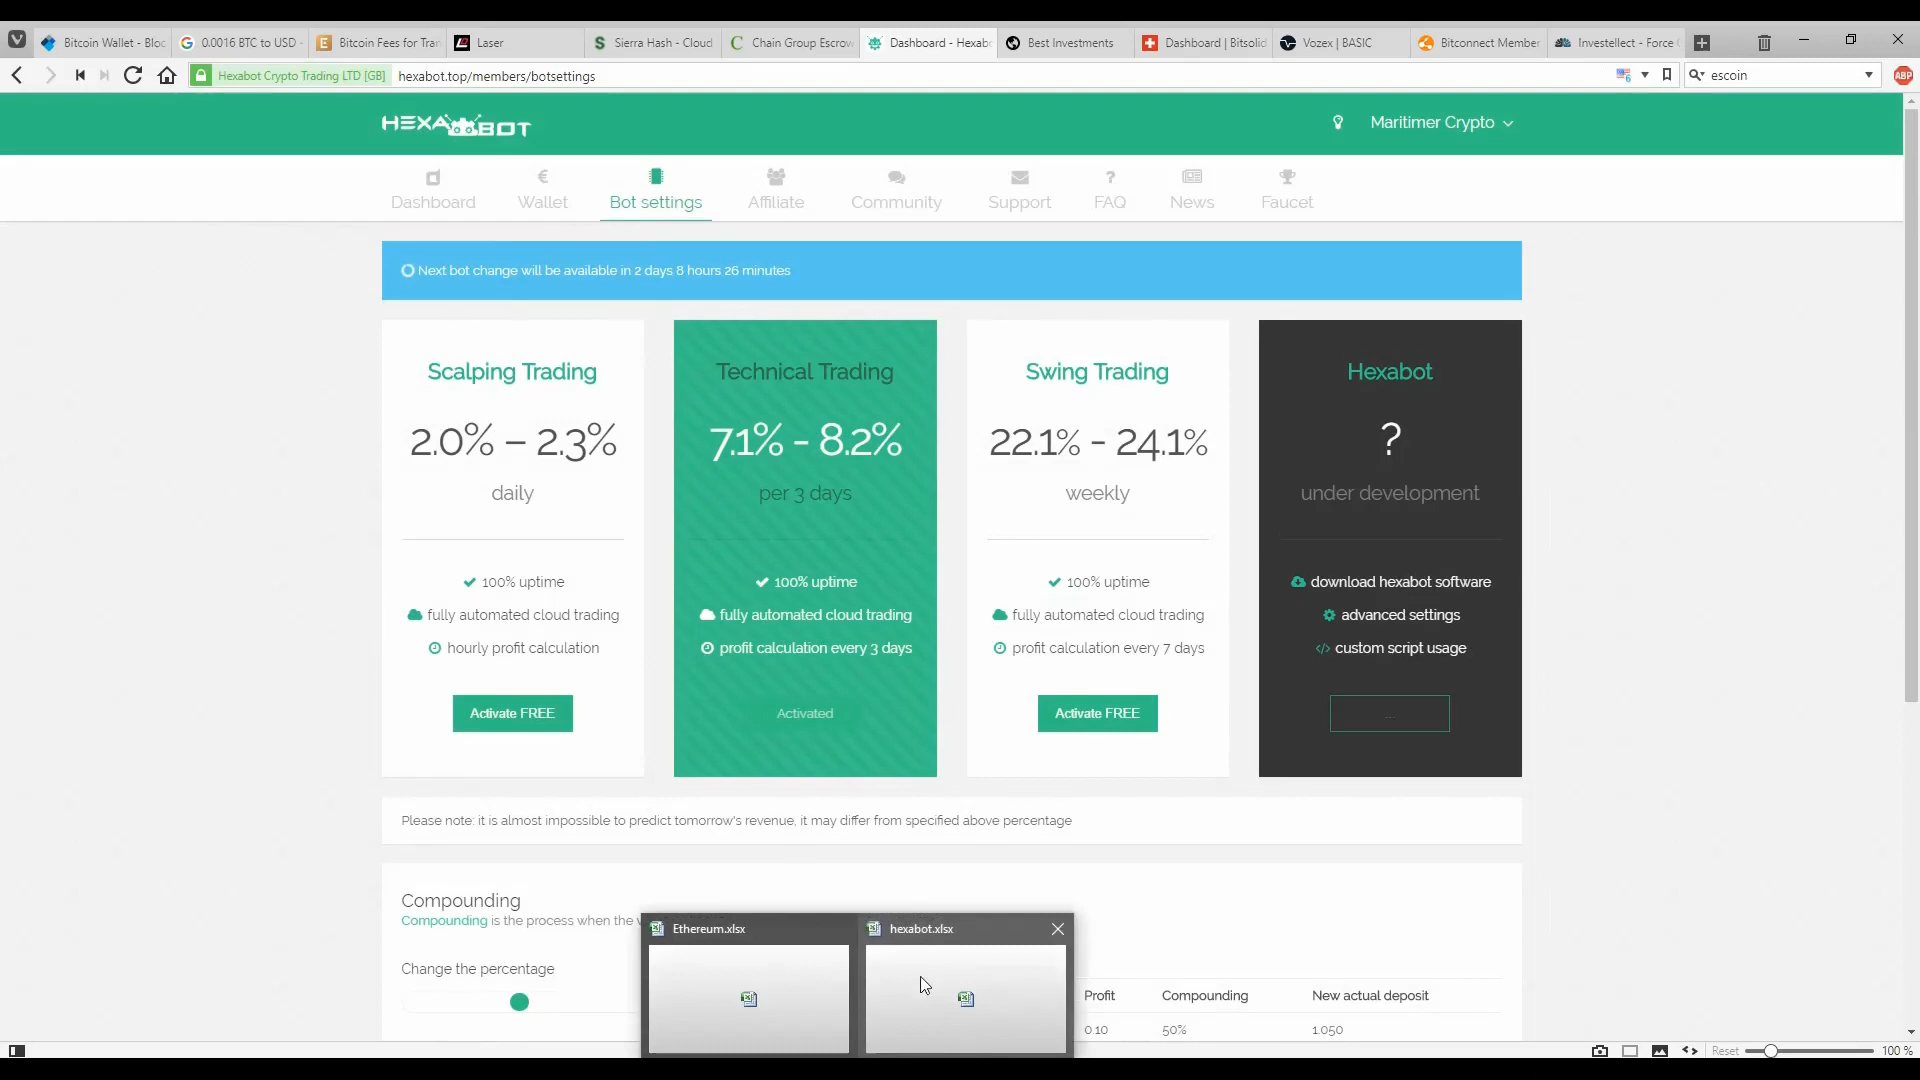 Bitcoin Wallet - Bloc
0.0016 BTC to USD -
Bitcoin Fees for Tran
Laser
Sierra Hash - Cloud
Chain Group Escrow
Dashboard - Hexabo
Best Investments
Dashboard | Bitsolid
Vozex | BASIC
Bitconnect Member
Investellect - Force
Hexabot Crypto Trading LTD [GB]
hexabot.top/members/botsettings
escoin
ABP
HEXABOT
Maritimer Crypto
Dashboard
Wallet
Bot settings
Affiliate
Community
Support
FAQ
News
Faucet
Next bot change will be available in 2 days 8 hours 26 minutes
Scalping Trading
2.0% – 2.3%
daily
100% uptime
fully automated cloud trading
hourly profit calculation
Activate FREE
Technical Trading
7.1% - 8.2%
per 3 days
100% uptime
fully automated cloud trading
profit calculation every 3 days
Activated
Swing Trading
22.1% - 24.1%
weekly
100% uptime
fully automated cloud trading
profit calculation every 7 days
Activate FREE
Hexabot
?
under development
download hexabot software
advanced settings
custom script usage
...
Please note: it is almost impossible to predict tomorrow's revenue, it may differ from specified above percentage
Compounding
Compounding is the process when the
Change the percentage
Ethereum.xlsx
hexabot.xlsx
Profit
Compounding
New actual deposit
0.10
50%
1.050
Reset
100 %